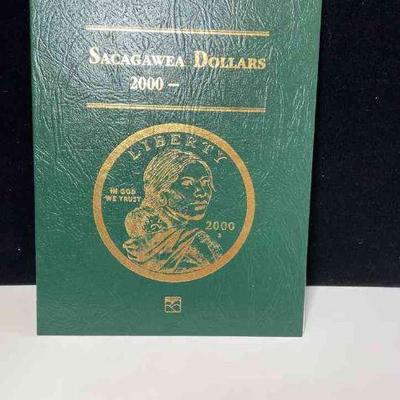 SACAGAWEA DOLLARS
2000 –
LIBERTY
IN GOD
WE TRUST
2000
S